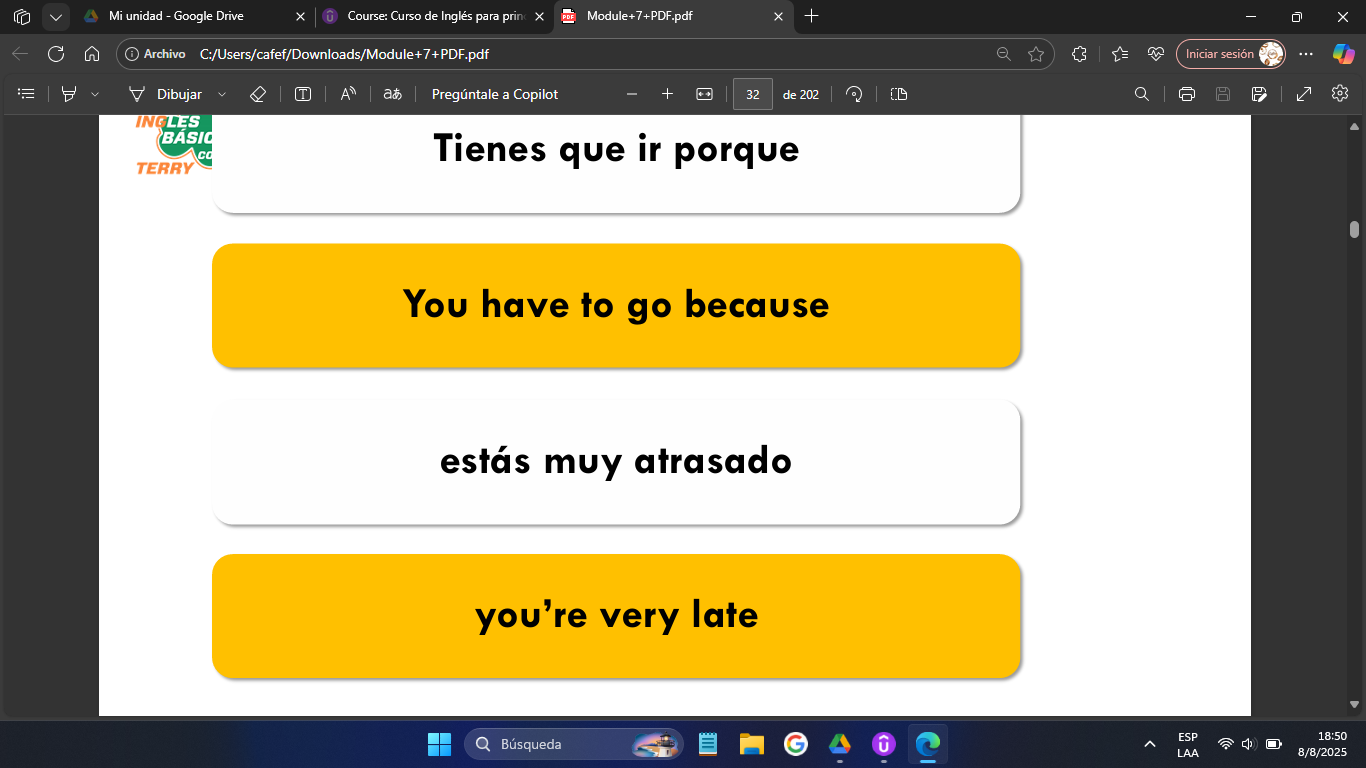 Mi unidad - Google Drive
Course: Curso de Inglés para prin
Module+7+PDF.pdf
Archivo
C:/Users/cafef/Downloads/Module+7+PDF.pdf
Iniciar sesión
Dibujar
Pregúntale a Copilot
32
de 202
INGLES
BÁSIC
CO
TERRY
Tienes que ir porque
You have to go because
estás muy atrasado
you’re very late
Búsqueda
ESP
LAA
18:50
8/8/2025